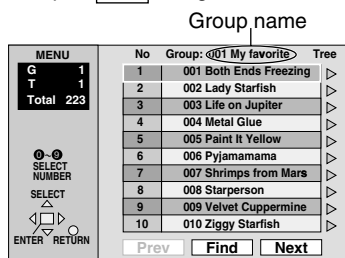 Group name
MENU
G 1
T 1
Total 223
0~9
SELECT
NUMBER
SELECT
ENTER RETURN
No Group: 001 My favorite Tree
1 001 Both Ends Freezing
2 002 Lady Starfish
3 003 Life on Jupiter
4 004 Metal Glue
5 005 Paint It Yellow
6 006 Pyjamamama
7 007 Shrimps from Mars
8 008 Starperson
9 009 Velvet Cuppermine
10 010 Ziggy Starfish
Prev Find Next